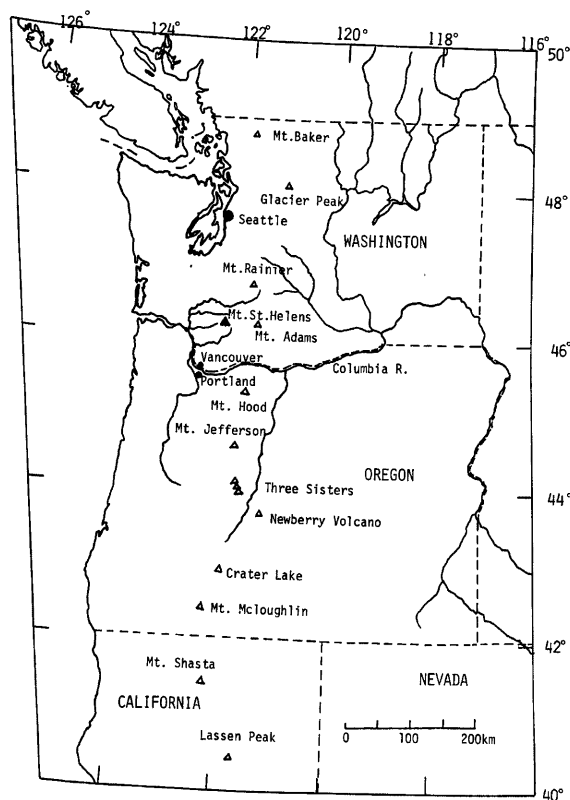 126° 124° 122° 120° 118° 116°
50°
Mt.Baker
48°
Glacier Peak
Seattle
WASHINGTON
Mt.Rainier
Mt.St.Helens
Mt. Adams
46°
Vancouver
Columbia R.
Portland
Mt. Hood
Mt. Jefferson
OREGON
Three Sisters
44°
Newberry Volcano
Crater Lake
Mt. Mcloughlin
42°
Mt. Shasta
NEVADA
CALIFORNIA
Lassen Peak
0 100 200km
40°